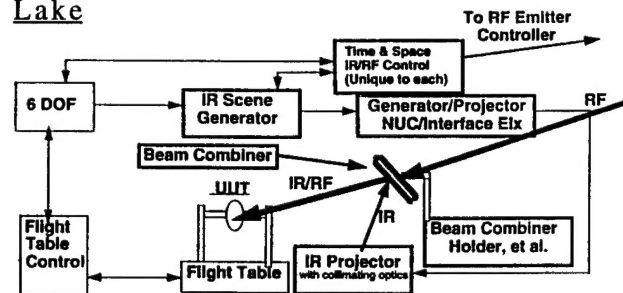 Lake
To RF Emitter
Controller
Time & Space
IR/RF Control
(Unique to each)
6 DOF
IR Scene
Generator
Generator/Projector
NUC/Interface Elx
RF
Beam Combiner
UUT
IR/RF
IR
Flight
Table
Control
Flight Table
IR Projector
with collimating optics
Beam Combiner
Holder, et al.